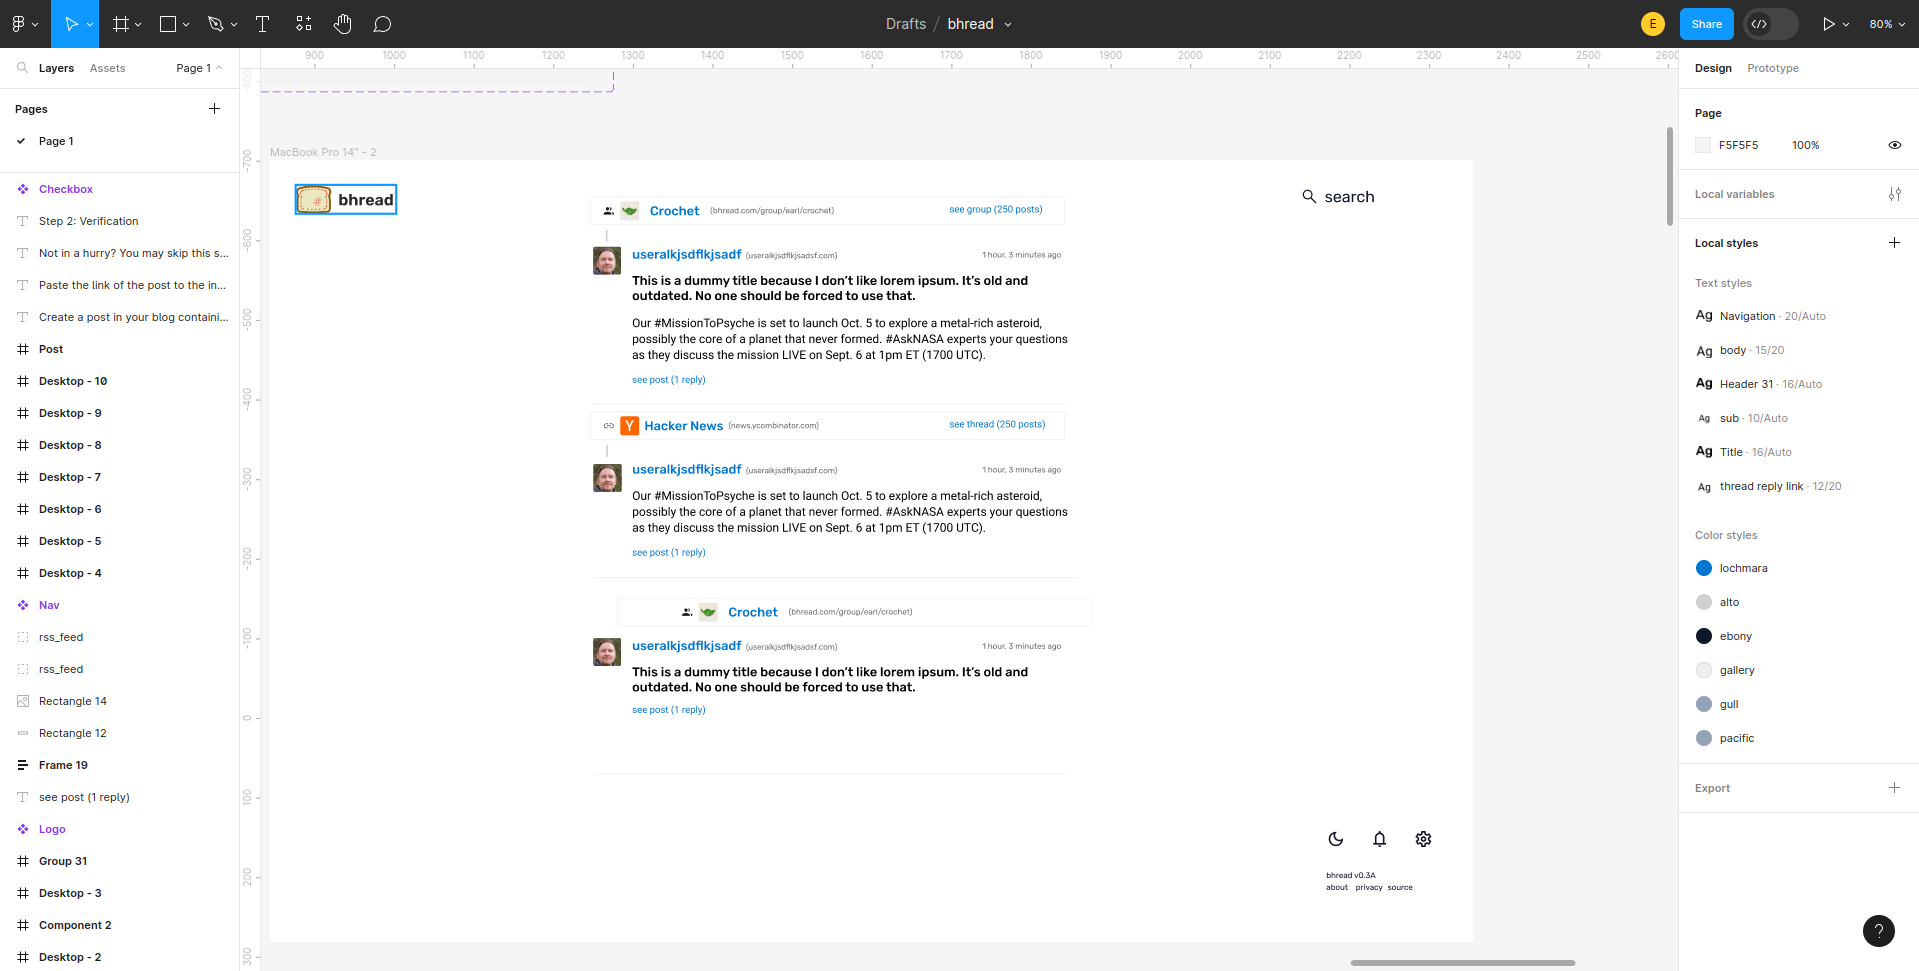 Drafts / bhread
E
Share
80%
Layers
Assets
Page 1
Pages
Page 1
Checkbox
Step 2: Verification
Not in a hurry? You may skip this s...
Paste the link of the post to the in...
Create a post in your blog containi...
Post
Desktop - 10
Desktop - 9
Desktop - 8
Desktop - 7
Desktop - 6
Desktop - 5
Desktop - 4
Nav
rss_feed
rss_feed
Rectangle 14
Rectangle 12
Frame 19
see post (1 reply)
Logo
Group 31
Desktop - 3
Component 2
Desktop - 2
900 1000 1100 1200 1300 1400 1500 1600 1700 1800 1900 2000 2100 2200 2300 2400 2500 2600
-800
-700
-600
-500
-400
-300
-200
-100
0
100
200
300
MacBook Pro 14" - 2
# bhread
search
Crochet (bhread.com/group/earl/crochet) see group (250 posts)
useralkjsdflkjsadf (useralkjsdflkjsadsf.com) 1 hour, 3 minutes ago
This is a dummy title because I don’t like lorem ipsum. It’s old and
outdated. No one should be forced to use that.
Our #MissionToPsyche is set to launch Oct. 5 to explore a metal-rich asteroid,
possibly the core of a planet that never formed. #AskNASA experts your questions
as they discuss the mission LIVE on Sept. 6 at 1pm ET (1700 UTC).
see post (1 reply)
Y Hacker News (news.ycombinator.com) see thread (250 posts)
useralkjsdflkjsadf (useralkjsdflkjsadsf.com) 1 hour, 3 minutes ago
Our #MissionToPsyche is set to launch Oct. 5 to explore a metal-rich asteroid,
possibly the core of a planet that never formed. #AskNASA experts your questions
as they discuss the mission LIVE on Sept. 6 at 1pm ET (1700 UTC).
see post (1 reply)
Crochet (bhread.com/group/earl/crochet)
useralkjsdflkjsadf (useralkjsdflkjsadsf.com) 1 hour, 3 minutes ago
This is a dummy title because I don’t like lorem ipsum. It’s old and
outdated. No one should be forced to use that.
see post (1 reply)
bhread v0.3A
about privacy source
Design
Prototype
Page
F5F5F5 100%
Local variables
Local styles
Text styles
Ag Navigation · 20/Auto
Ag body · 15/20
Ag Header 31 · 16/Auto
Ag sub · 10/Auto
Ag Title · 16/Auto
Ag thread reply link · 12/20
Color styles
lochmara
alto
ebony
gallery
gull
pacific
Export
?